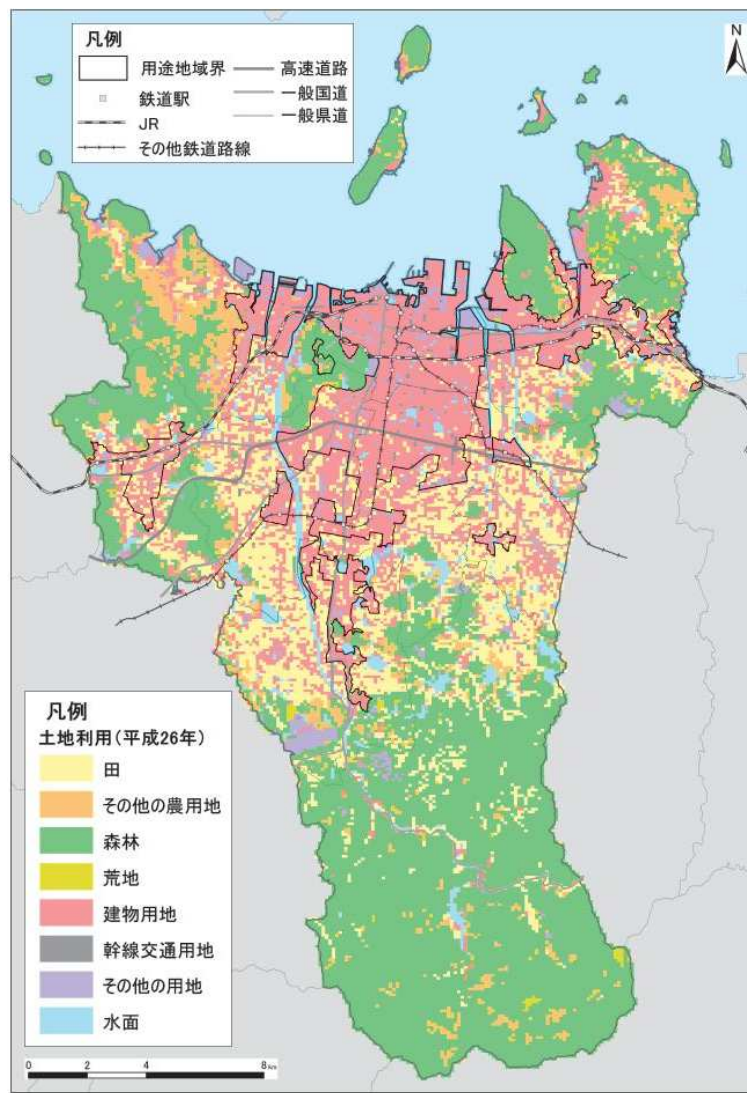 凡例
用途地域界
鉄道駅
JR
その他鉄道路線
高速道路
一般国道
一般県道
N
凡例
土地利用(平成26年)
田
その他の農用地
森林
荒地
建物用地
幹線交通用地
その他の用地
水面
0 2 4 8 Km